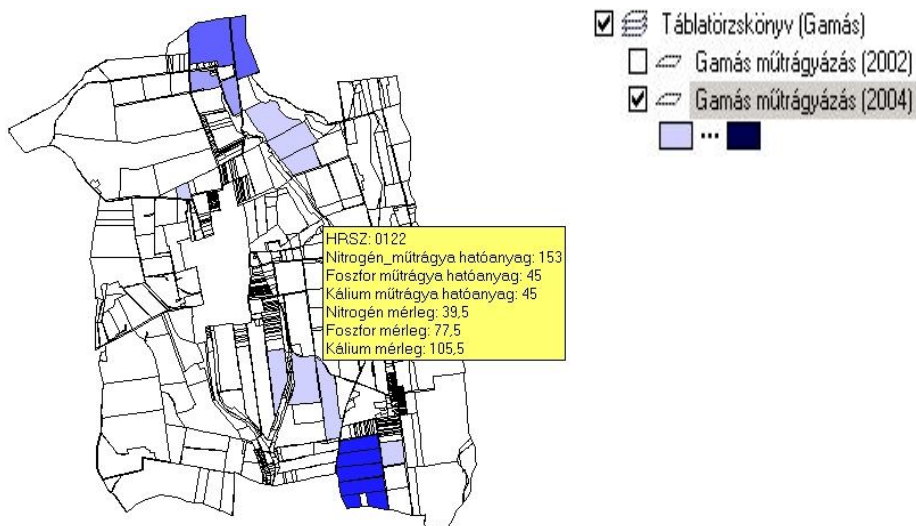 Táblatörzskönyv (Gamás)
Gamás műtrágyázás (2002)
Gamás műtrágyázás (2004)
HRSZ: 0122
Nitrogén_műtrágya hatóanyag: 153
Foszfor műtrágya hatóanyag: 45
Kálium műtrágya hatóanyag: 45
Nitrogén mérleg: 39,5
Foszfor mérleg: 77,5
Kálium mérleg: 105,5